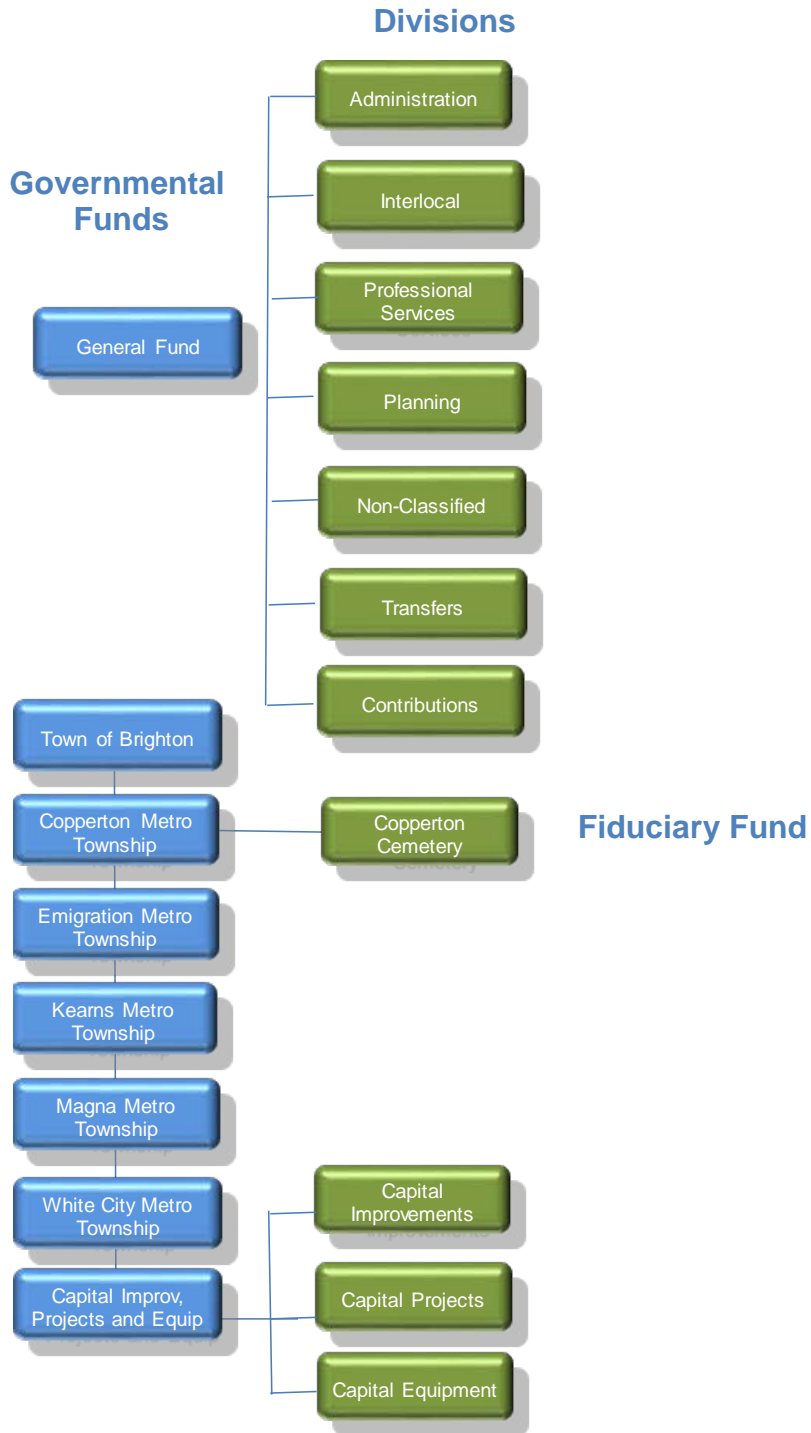 Divisions
Administration
Governmental
Funds
Interlocal
Professional
Services
General Fund
Planning
Non-Classified
Transfers
Contributions
Town of Brighton
Copperton Metro
Township
Copperton
Cemetery
Fiduciary Fund
Emigration Metro
Township
Kearns Metro
Township
Magna Metro
Township
White City Metro
Township
Capital
Improvements
Capital Improv,
Projects and Equip
Capital Projects
Capital Equipment